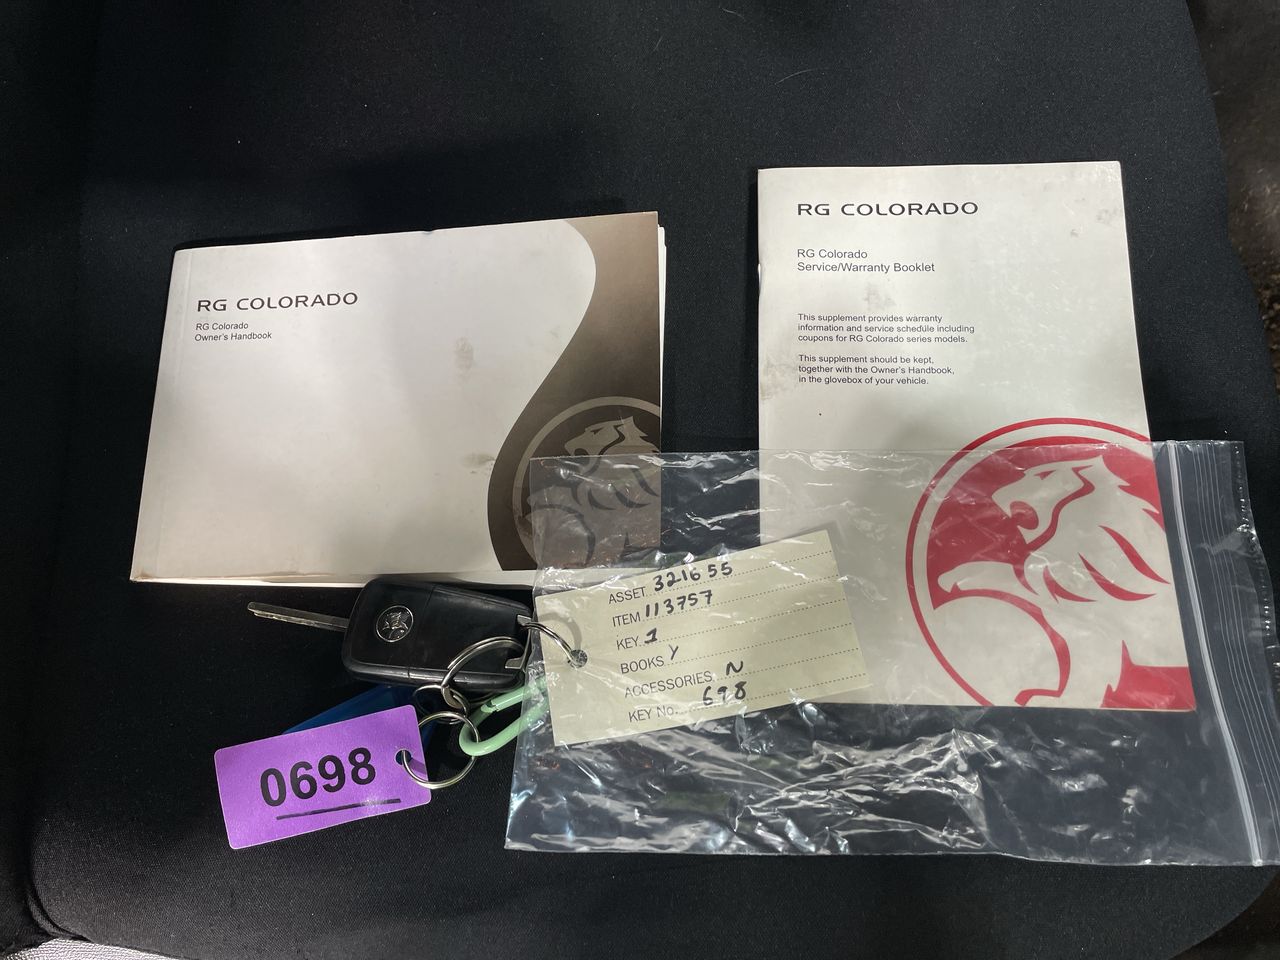 RG COLORADO
RG Colorado
Owner's Handbook
RG COLORADO
RG Colorado
Service/Warranty Booklet
This supplement provides warranty
information and service schedule including
coupons for RG Colorado series models.
This supplement should be kept,
together with the Owner's Handbook,
in the glovebox of your vehicle.
ASSET 321655
ITEM 113757
KEY 1
BOOKS Y
ACCESSORIES N
KEY No. 698
0698